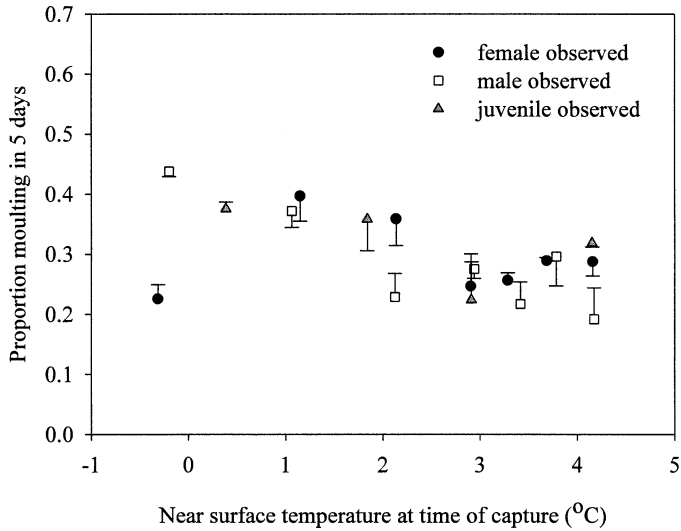 0.7
0.6
0.5
0.4
0.3
0.2
0.1
0.0
Proportion moulting in 5 days
female observed
male observed
juvenile observed
-1 0 1 2 3 4 5
Near surface temperature at time of capture (°C)